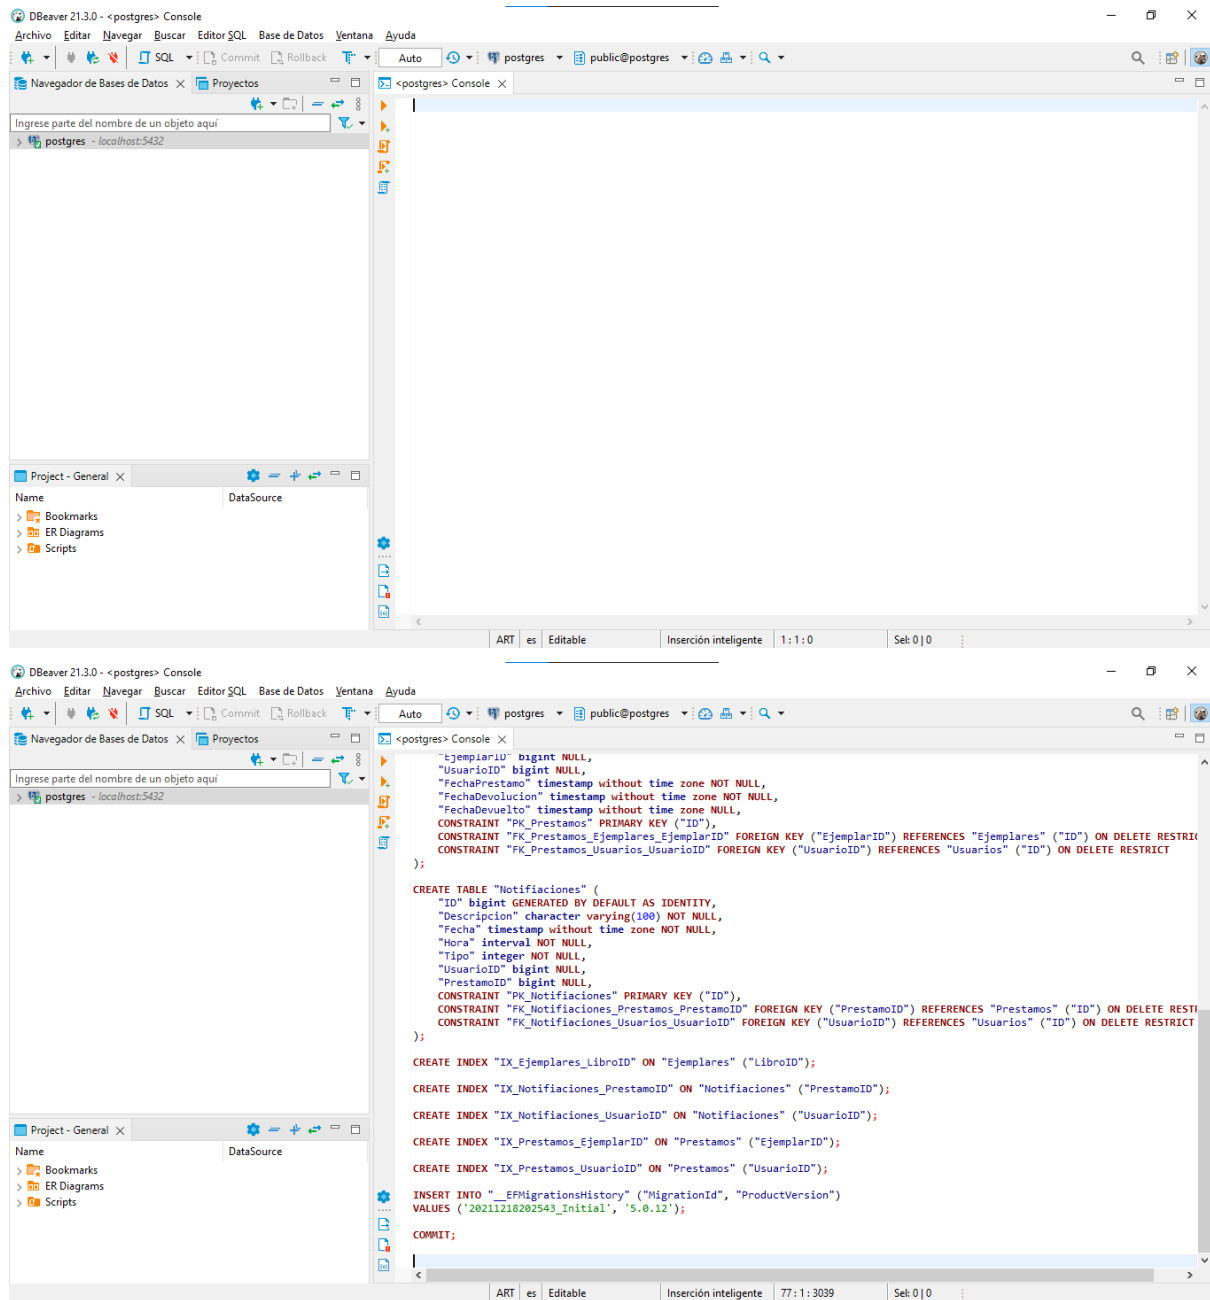 DBeaver 21.3.0 - <postgres> Console
Archivo Editar Navegar Buscar Editor SQL Base de Datos Ventana Ayuda
SQL Commit Rollback Auto postgres public@postgres
Navegador de Bases de Datos Proyectos <postgres> Console
Ingrese parte del nombre de un objeto aquí
postgres - localhost:5432
Project - General
Name DataSource
Bookmarks
ER Diagrams
Scripts
ART es Editable Inserción inteligente 1 : 1 : 0 Sel: 0 | 0
DBeaver 21.3.0 - <postgres> Console
Archivo Editar Navegar Buscar Editor SQL Base de Datos Ventana Ayuda
SQL Commit Rollback Auto postgres public@postgres
Navegador de Bases de Datos Proyectos <postgres> Console
Ingrese parte del nombre de un objeto aquí
postgres - localhost:5432
"EjemplarID" bigint NULL,
"UsuarioID" bigint NULL,
"FechaPrestamo" timestamp without time zone NOT NULL,
"FechaDevolucion" timestamp without time zone NOT NULL,
"FechaDevuelto" timestamp without time zone NULL,
CONSTRAINT "PK_Prestamos" PRIMARY KEY ("ID"),
CONSTRAINT "FK_Prestamos_Ejemplares_EjemplarID" FOREIGN KEY ("EjemplarID") REFERENCES "Ejemplares" ("ID") ON DELETE RESTRIC
CONSTRAINT "FK_Prestamos_Usuarios_UsuarioID" FOREIGN KEY ("UsuarioID") REFERENCES "Usuarios" ("ID") ON DELETE RESTRICT
);
CREATE TABLE "Notifiaciones" (
"ID" bigint GENERATED BY DEFAULT AS IDENTITY,
"Descripcion" character varying(100) NOT NULL,
"Fecha" timestamp without time zone NOT NULL,
"Hora" interval NOT NULL,
"Tipo" integer NOT NULL,
"UsuarioID" bigint NULL,
"PrestamoID" bigint NULL,
CONSTRAINT "PK_Notifiaciones" PRIMARY KEY ("ID"),
CONSTRAINT "FK_Notifiaciones_Prestamos_PrestamoID" FOREIGN KEY ("PrestamoID") REFERENCES "Prestamos" ("ID") ON DELETE REST
CONSTRAINT "FK_Notifiaciones_Usuarios_UsuarioID" FOREIGN KEY ("UsuarioID") REFERENCES "Usuarios" ("ID") ON DELETE RESTRICT
);
CREATE INDEX "IX_Ejemplares_LibroID" ON "Ejemplares" ("LibroID");
CREATE INDEX "IX_Notifiaciones_PrestamoID" ON "Notifiaciones" ("PrestamoID");
CREATE INDEX "IX_Notifiaciones_UsuarioID" ON "Notifiaciones" ("UsuarioID");
CREATE INDEX "IX_Prestamos_EjemplarID" ON "Prestamos" ("EjemplarID");
CREATE INDEX "IX_Prestamos_UsuarioID" ON "Prestamos" ("UsuarioID");
INSERT INTO "__EFMigrationsHistory" ("MigrationId", "ProductVersion")
VALUES ('20211218202543_Initial', '5.0.12');
COMMIT;
Project - General
Name DataSource
Bookmarks
ER Diagrams
Scripts
ART es Editable Inserción inteligente 77 : 1 : 3039 Sel: 0 | 0